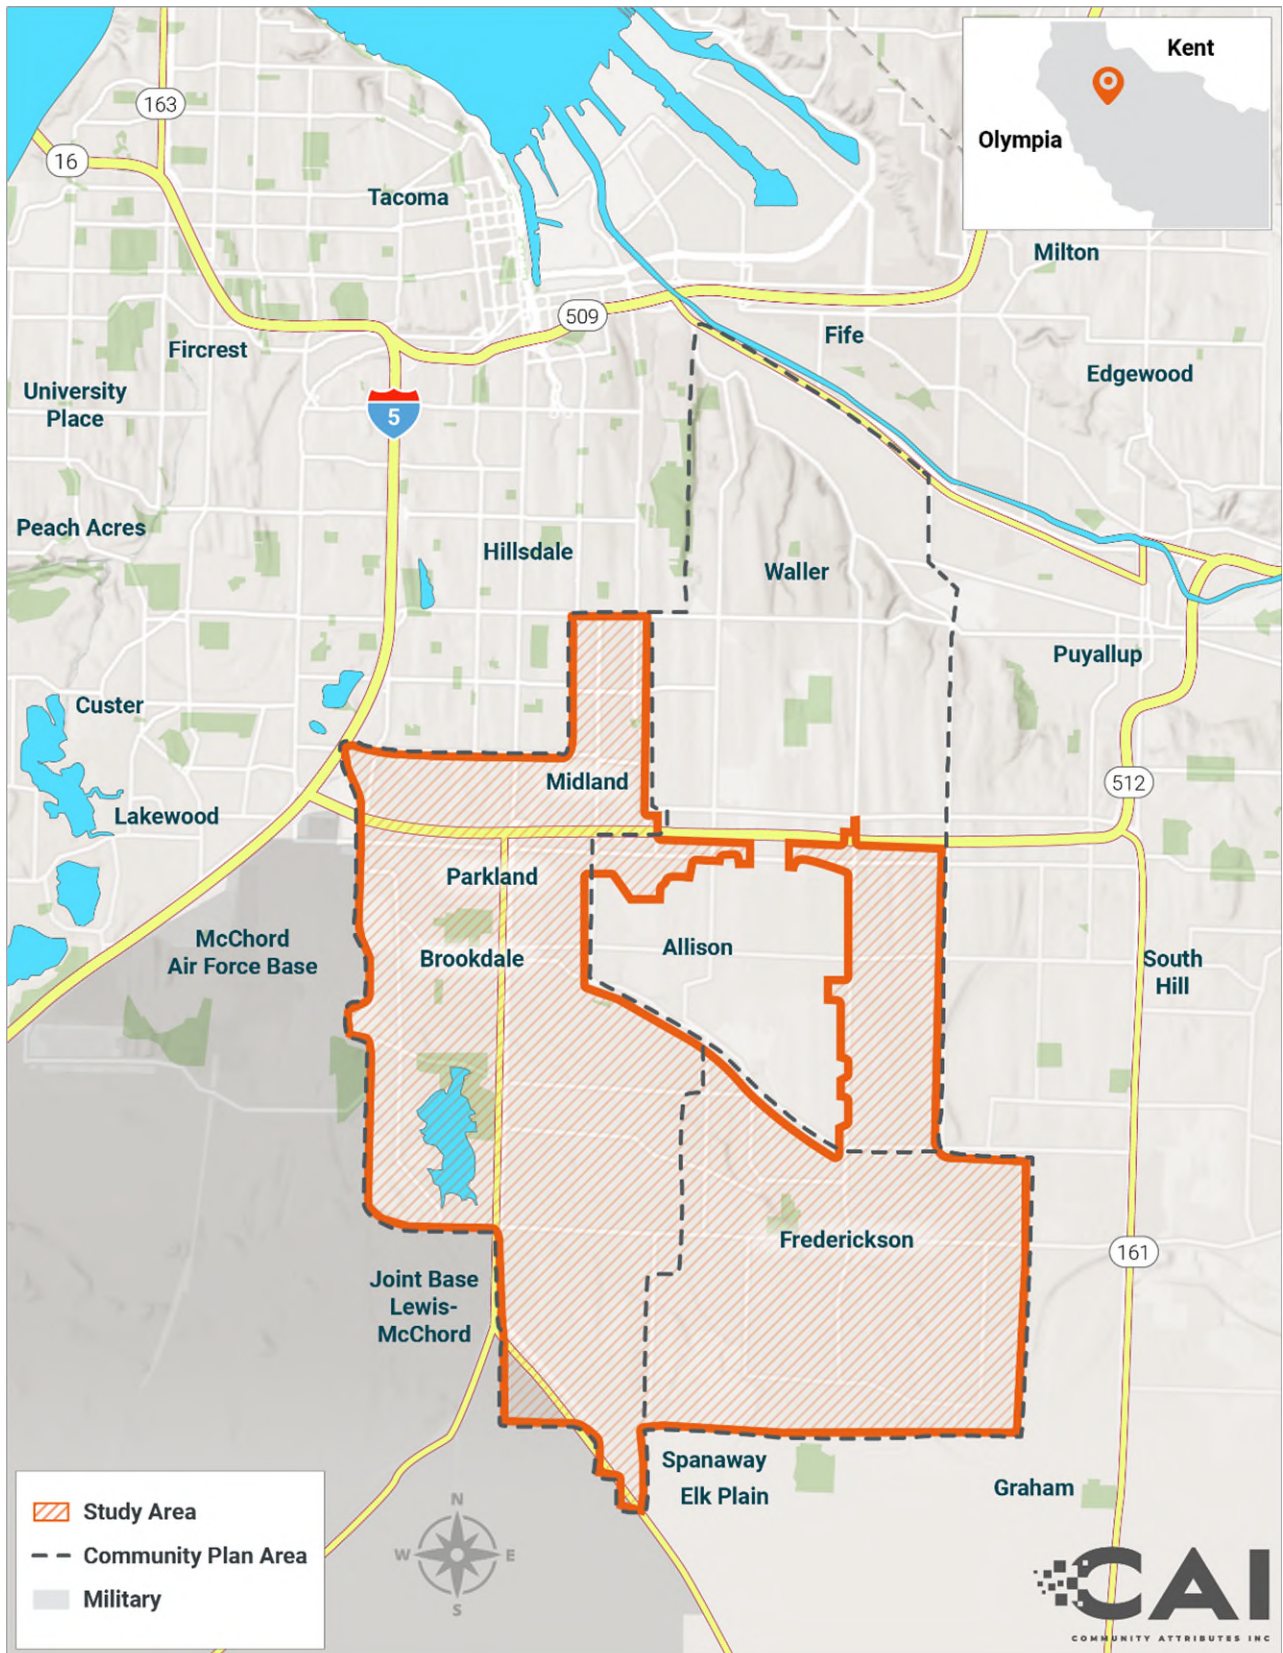 Kent
Olympia
163
16
Tacoma
Milton
509
Fife
Fircrest
Edgewood
University
Place
5
Peach Acres
Hillsdale
Waller
Puyallup
Custer
Midland
512
Lakewood
Parkland
McChord
Air Force Base
Brookdale
Allison
South
Hill
Frederickson
161
Joint Base
Lewis-
McChord
Spanaway
Elk Plain
Graham
Study Area
Community Plan Area
Military
N
W E
S
CAI
COMMUNITY ATTRIBUTES INC